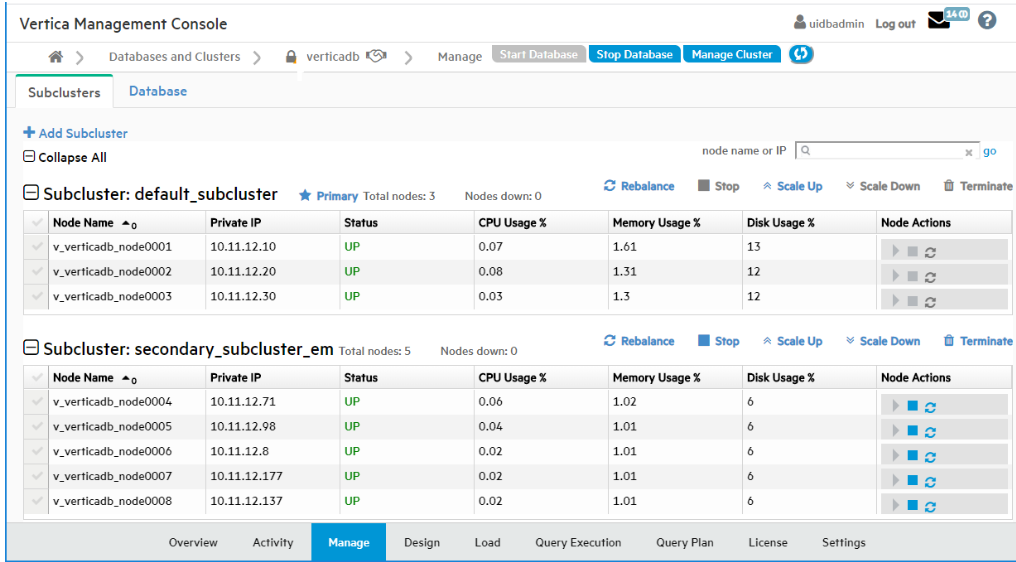 Vertica Management Console
uidbadmin Log out 14
Databases and Clusters verticadb Manage Start Database Stop Database Manage Cluster
Subclusters Database
Add Subcluster
Collapse All
node name or IP go
Subcluster: default_subcluster Primary Total nodes: 3 Nodes down: 0 Rebalance Stop Scale Up Scale Down Terminate
Node Name 0 Private IP Status CPU Usage % Memory Usage % Disk Usage % Node Actions
v_verticadb_node0001 10.11.12.10 UP 0.07 1.61 13
v_verticadb_node0002 10.11.12.20 UP 0.08 1.31 12
v_verticadb_node0003 10.11.12.30 UP 0.03 1.3 12
Subcluster: secondary_subcluster_em Total nodes: 5 Nodes down: 0 Rebalance Stop Scale Up Scale Down Terminate
Node Name 0 Private IP Status CPU Usage % Memory Usage % Disk Usage % Node Actions
v_verticadb_node0004 10.11.12.71 UP 0.06 1.02 6
v_verticadb_node0005 10.11.12.98 UP 0.04 1.01 6
v_verticadb_node0006 10.11.12.8 UP 0.02 1.01 6
v_verticadb_node0007 10.11.12.177 UP 0.02 1.01 6
v_verticadb_node0008 10.11.12.137 UP 0.02 1.01 6
Overview Activity Manage Design Load Query Execution Query Plan License Settings